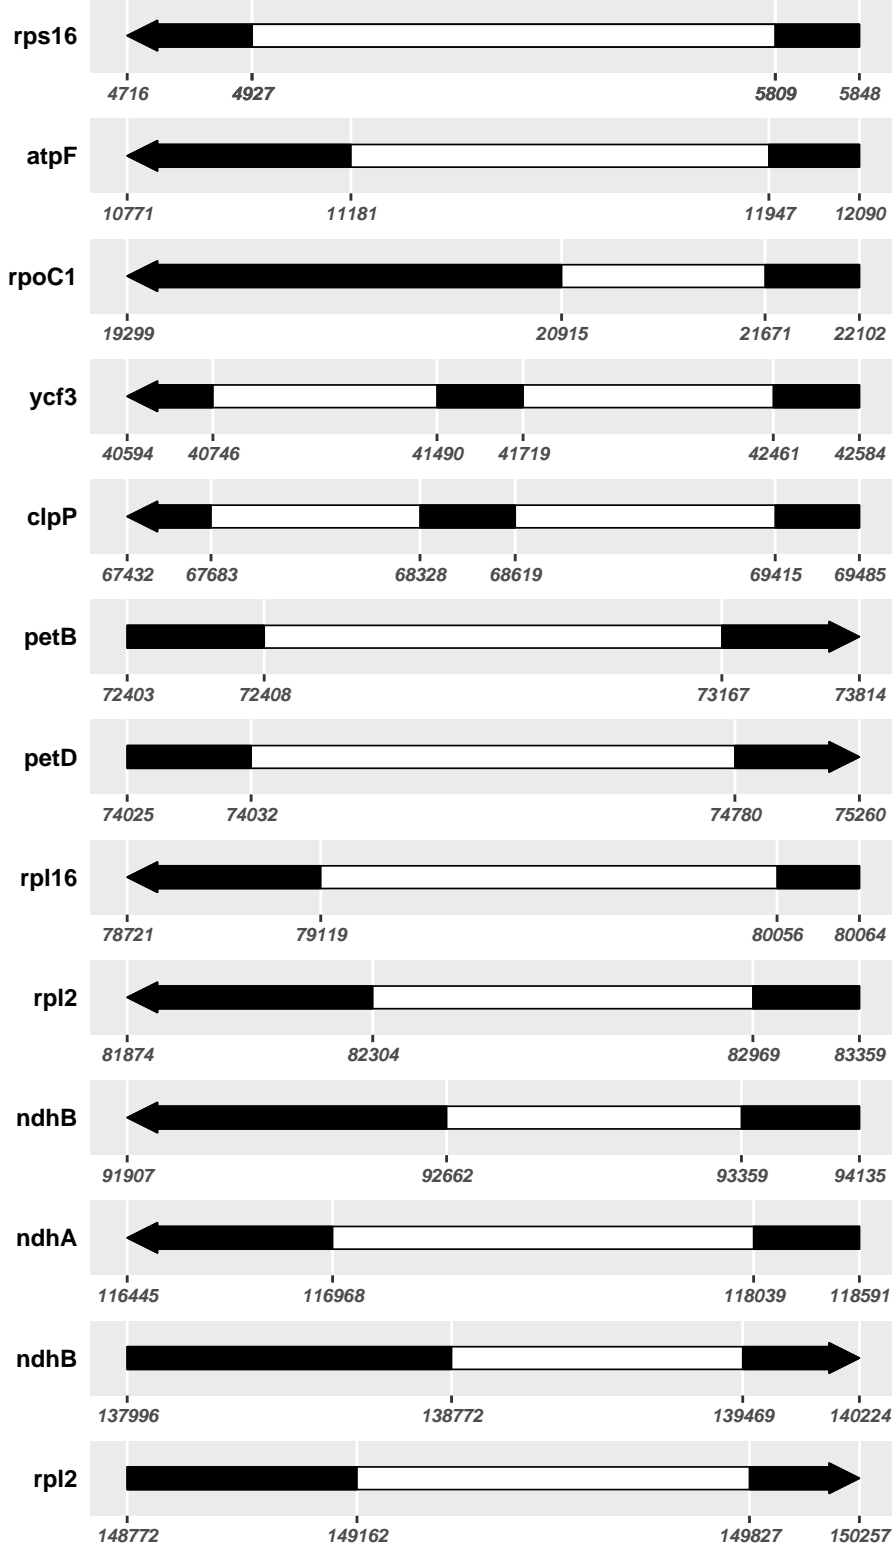 rps16
4716 4927 5809 5848
atpF
10771 11181 11947 12090
rpoC1
19299 20915 21671 22102
ycf3
40594 40746 41490 41719 42461 42584
clpP
67432 67683 68328 68619 69415 69485
petB
72403 72408 73167 73814
petD
74025 74032 74780 75260
rpl16
78721 79119 80056 80064
rpl2
81874 82304 82969 83359
ndhB
91907 92662 93359 94135
ndhA
116445 116968 118039 118591
ndhB
137996 138772 139469 140224
rpl2
148772 149162 149827 150257